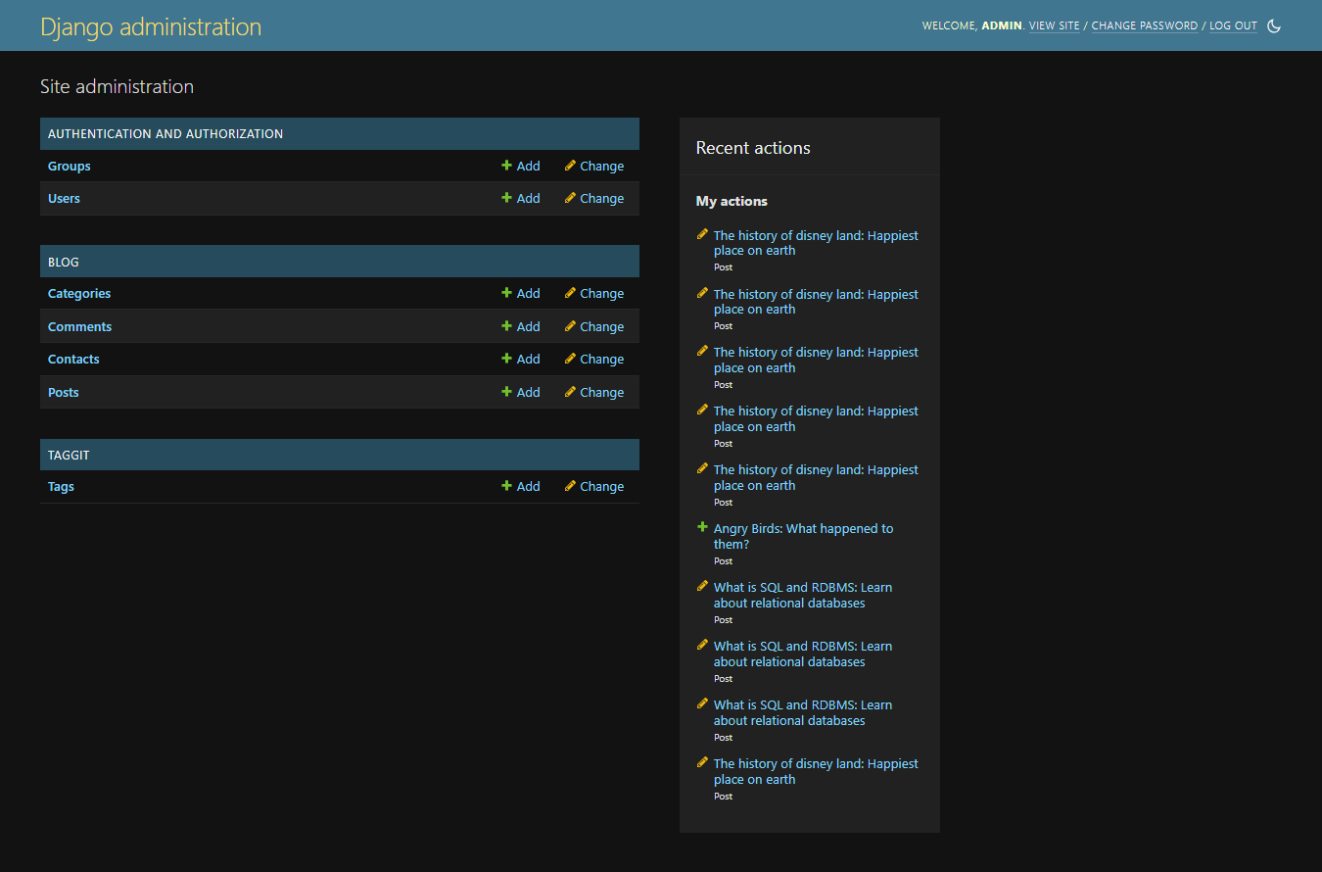 Django administration
WELCOME, ADMIN. VIEW SITE / CHANGE PASSWORD / LOG OUT
Site administration
AUTHENTICATION AND AUTHORIZATION
Groups Add Change
Users Add Change
BLOG
Categories Add Change
Comments Add Change
Contacts Add Change
Posts Add Change
TAGGIT
Tags Add Change
Recent actions
My actions
The history of disney land: Happiest
place on earth
Post
The history of disney land: Happiest
place on earth
Post
The history of disney land: Happiest
place on earth
Post
The history of disney land: Happiest
place on earth
Post
The history of disney land: Happiest
place on earth
Post
Angry Birds: What happened to
them?
Post
What is SQL and RDBMS: Learn
about relational databases
Post
What is SQL and RDBMS: Learn
about relational databases
Post
What is SQL and RDBMS: Learn
about relational databases
Post
The history of disney land: Happiest
place on earth
Post